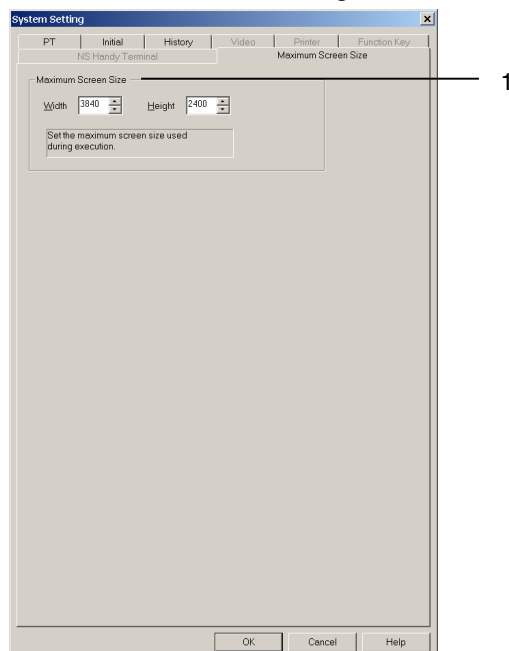 System Setting
PT Initial History Video Printer Function Key
NS Handy Terminal Maximum Screen Size
Maximum Screen Size
1
Width 3840 Height 2400
Set the maximum screen size used
during execution.
OK Cancel Help